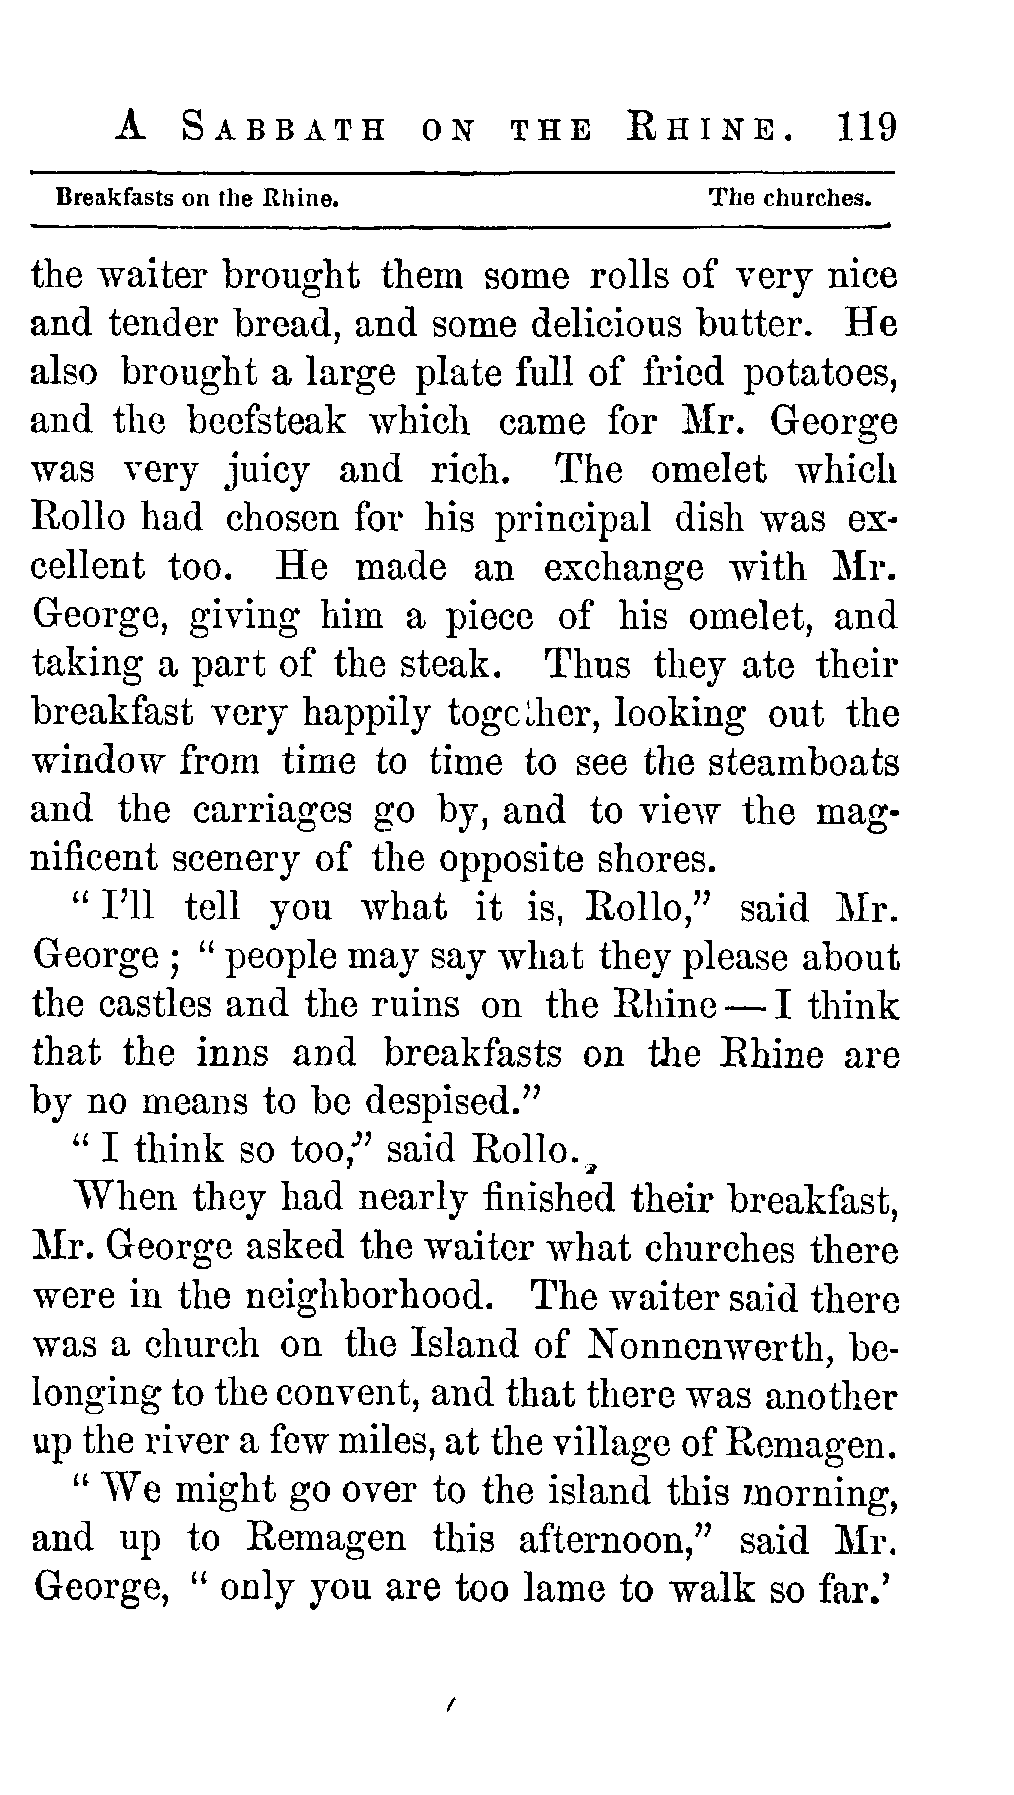 A SABBATH ON THE RHINE. 119
Breakfasts on the Rhine. The churches.
the waiter brought them some rolls of very nice
and tender bread, and some delicious butter. He
also brought a large plate full of fried potatoes,
and the beefsteak which came for Mr. George
was very juicy and rich. The omelet which
Rollo had chosen for his principal dish was ex-
cellent too. He made an exchange with Mr.
George, giving him a piece of his omelet, and
taking a part of the steak. Thus they ate their
breakfast very happily together, looking out the
window from time to time to see the steamboats
and the carriages go by, and to view the mag-
nificent scenery of the opposite shores.
“ I’ll tell you what it is, Rollo,” said Mr.
George ; “ people may say what they please about
the castles and the ruins on the Rhine — I think
that the inns and breakfasts on the Rhine are
by no means to be despised.”
“ I think so too,” said Rollo.
When they had nearly finished their breakfast,
Mr. George asked the waiter what churches there
were in the neighborhood. The waiter said there
was a church on the Island of Nonnenwerth, be-
longing to the convent, and that there was another
up the river a few miles, at the village of Remagen.
“ We might go over to the island this morning,
and up to Remagen this afternoon,” said Mr.
George, “ only you are too lame to walk so far.’